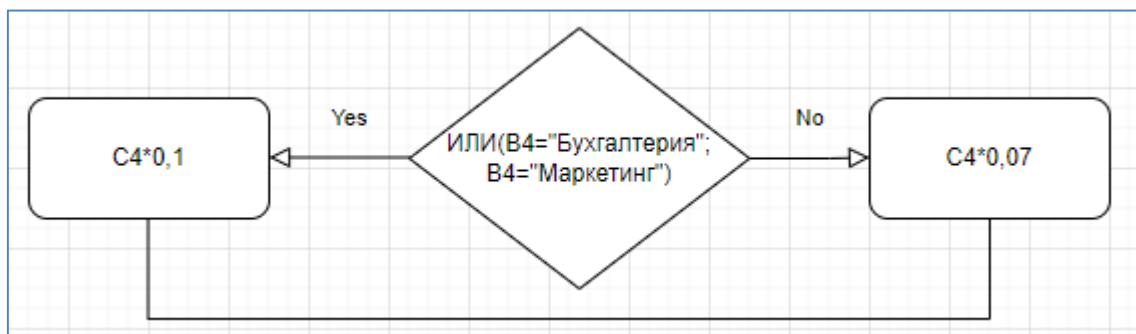 Yes
No
C4*0,1
ИЛИ(B4="Бухгалтерия";
B4="Маркетинг")
C4*0,07